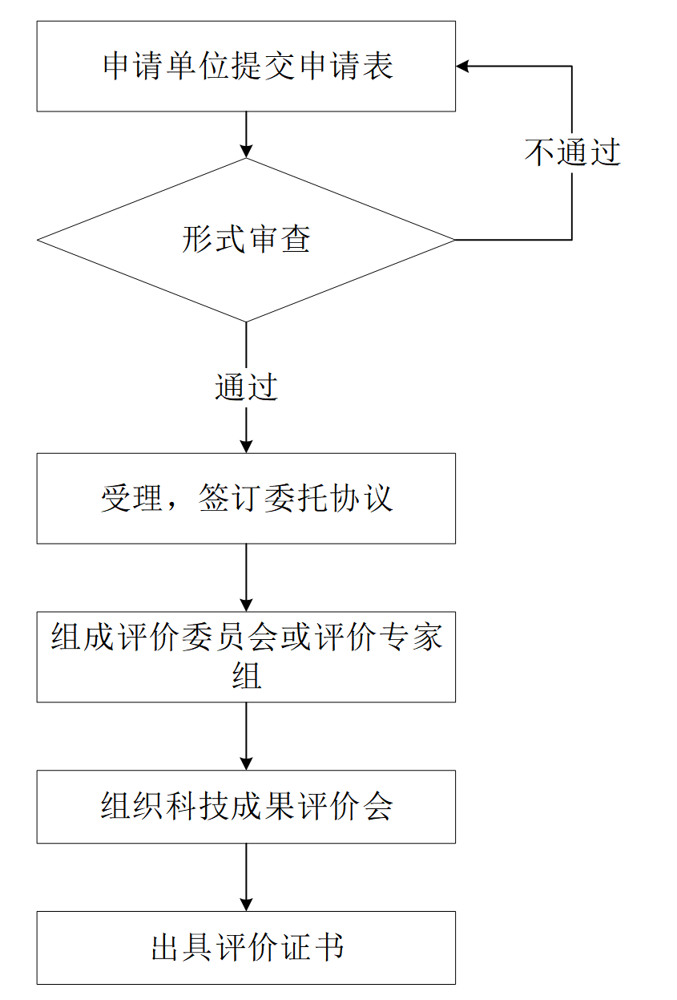 申请单位提交申请表
不通过
形式审查
通过
受理，签订委托协议
组成评价委员会或评价专家
组
组织科技成果评价会
出具评价证书